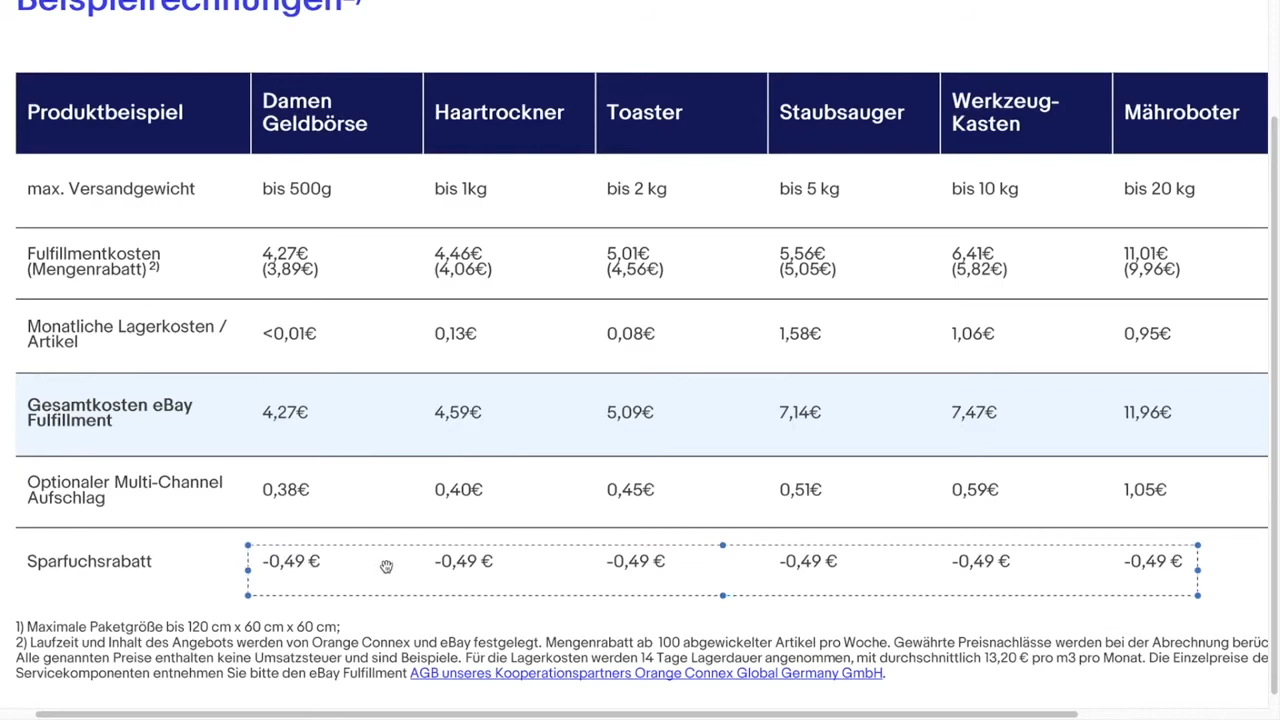 Beispielrechnungen¹⁾
Produktbeispiel Damen Geldbörse Haartrockner Toaster Staubsauger Werkzeug-Kasten Mähroboter
max. Versandgewicht bis 500g bis 1kg bis 2 kg bis 5 kg bis 10 kg bis 20 kg
Fulfillmentkosten 4,27€ 4,46€ 5,01€ 5,56€ 6,41€ 11,01€
(Mengenrabatt)²⁾ (3,89€) (4,06€) (4,56€) (5,05€) (5,82€) (9,96€)
Monatliche Lagerkosten / Artikel <0,01€ 0,13€ 0,08€ 1,58€ 1,06€ 0,95€
Gesamtkosten eBay Fulfillment 4,27€ 4,59€ 5,09€ 7,14€ 7,47€ 11,96€
Optionaler Multi-Channel Aufschlag 0,38€ 0,40€ 0,45€ 0,51€ 0,59€ 1,05€
Sparfuchsrabatt -0,49 € -0,49 € -0,49 € -0,49 € -0,49 € -0,49 €
1) Maximale Paketgröße bis 120 cm x 60 cm x 60 cm;
2) Laufzeit und Inhalt des Angebots werden von Orange Connex und eBay festgelegt. Mengenrabatt ab 100 abgewickelter Artikel pro Woche. Gewährte Preisnachlässe werden bei der Abrechnung berüc
Alle genannten Preise enthalten keine Umsatzsteuer und sind Beispiele. Für die Lagerkosten werden 14 Tage Lagerdauer angenommen, mit durchschnittlich 13,20 € pro m3 pro Monat. Die Einzelpreise de
Servicekomponenten entnehmen Sie bitte den eBay Fulfillment AGB unseres Kooperationspartners Orange Connex Global Germany GmbH.